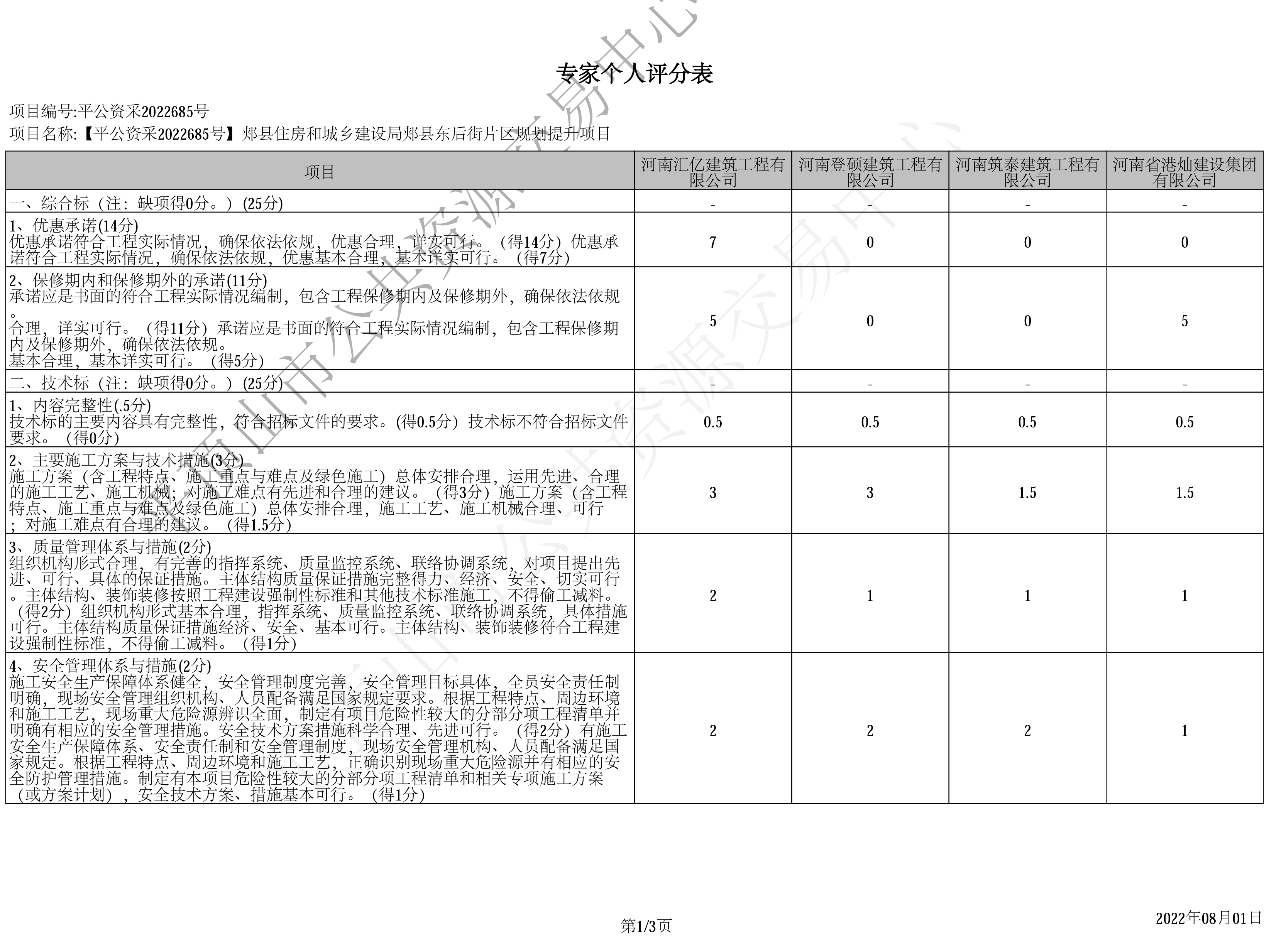 专家个人评分表
项目编号:平公资采2022685号
项目名称:【平公资采2022685号】郏县住房和城乡建设局郏县东后街片区规划提升项目
项目
河南汇亿建筑工程有
限公司
河南登硕建筑工程有
限公司
河南筑泰建筑工程有
限公司
河南省港灿建设集团
有限公司
一、综合标（注：缺项得0分。）(25分)
-
-
-
-
1、优惠承诺(14分)
优惠承诺符合工程实际情况，确保依法依规，优惠合理，详实可行。（得14分）优惠承
诺符合工程实际情况，确保依法依规，优惠基本合理，基本详实可行。（得7分）
7
0
0
0
2、保修期内和保修期外的承诺(11分)
承诺应是书面的符合工程实际情况编制，包含工程保修期内及保修期外，确保依法依规
。
合理，详实可行。（得11分）承诺应是书面的符合工程实际情况编制，包含工程保修期
内及保修期外，确保依法依规。
基本合理，基本详实可行。（得5分）
5
0
0
5
二、技术标（注：缺项得0分。）(25分)
-
-
-
-
1、内容完整性(.5分)
技术标的主要内容具有完整性，符合招标文件的要求。(得0.5分）技术标不符合招标文件
要求。（得0分）
0.5
0.5
0.5
0.5
2、主要施工方案与技术措施(3分)
施工方案（含工程特点、施工重点与难点及绿色施工）总体安排合理，运用先进、合理
的施工工艺、施工机械；对施工难点有先进和合理的建议。（得3分）施工方案（含工程
特点、施工重点与难点及绿色施工）总体安排合理，施工工艺、施工机械合理、可行
；对施工难点有合理的建议。（得1.5分）
3
3
1.5
1.5
3、质量管理体系与措施(2分)
组织机构形式合理，有完善的指挥系统、质量监控系统、联络协调系统，对项目提出先
进、可行、具体的保证措施。主体结构质量保证措施完整得力、经济、安全、切实可行
。主体结构、装饰装修按照工程建设强制性标准和其他技术标准施工，不得偷工减料。
（得2分）组织机构形式基本合理，指挥系统、质量监控系统、联络协调系统，具体措施
可行。主体结构质量保证措施经济、安全、基本可行。主体结构、装饰装修符合工程建
设强制性标准，不得偷工减料。（得1分）
2
1
1
1
4、安全管理体系与措施(2分)
施工安全生产保障体系健全，安全管理制度完善，安全管理目标具体，全员安全责任制
明确，现场安全管理组织机构、人员配备满足国家规定要求。根据工程特点、周边环境
和施工工艺，现场重大危险源辨识全面，制定有项目危险性较大的分部分项工程清单并
明确有相应的安全管理措施。安全技术方案措施科学合理、先进可行。（得2分）有施工
安全生产保障体系、安全责任制和安全管理制度，现场安全管理机构、人员配备满足国
家规定。根据工程特点、周边环境和施工工艺，正确识别现场重大危险源并有相应的安
全防护管理措施。制定有本项目危险性较大的分部分项工程清单和相关专项施工方案
（或方案计划），安全技术方案、措施基本可行。（得1分）
2
2
2
1
平顶山市公共资源交易中心
平顶山市公共资源交易中心
第1/3页
2022年08月01日